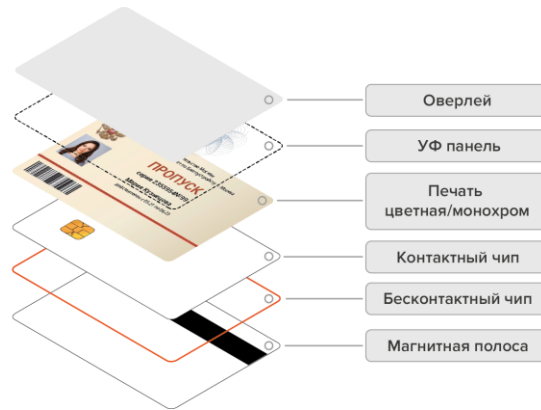 Оверлей
УФ панель
Печать
цветная/монохром
Контактный чип
Бесконтактный чип
Магнитная полоса
ПРОПУСК